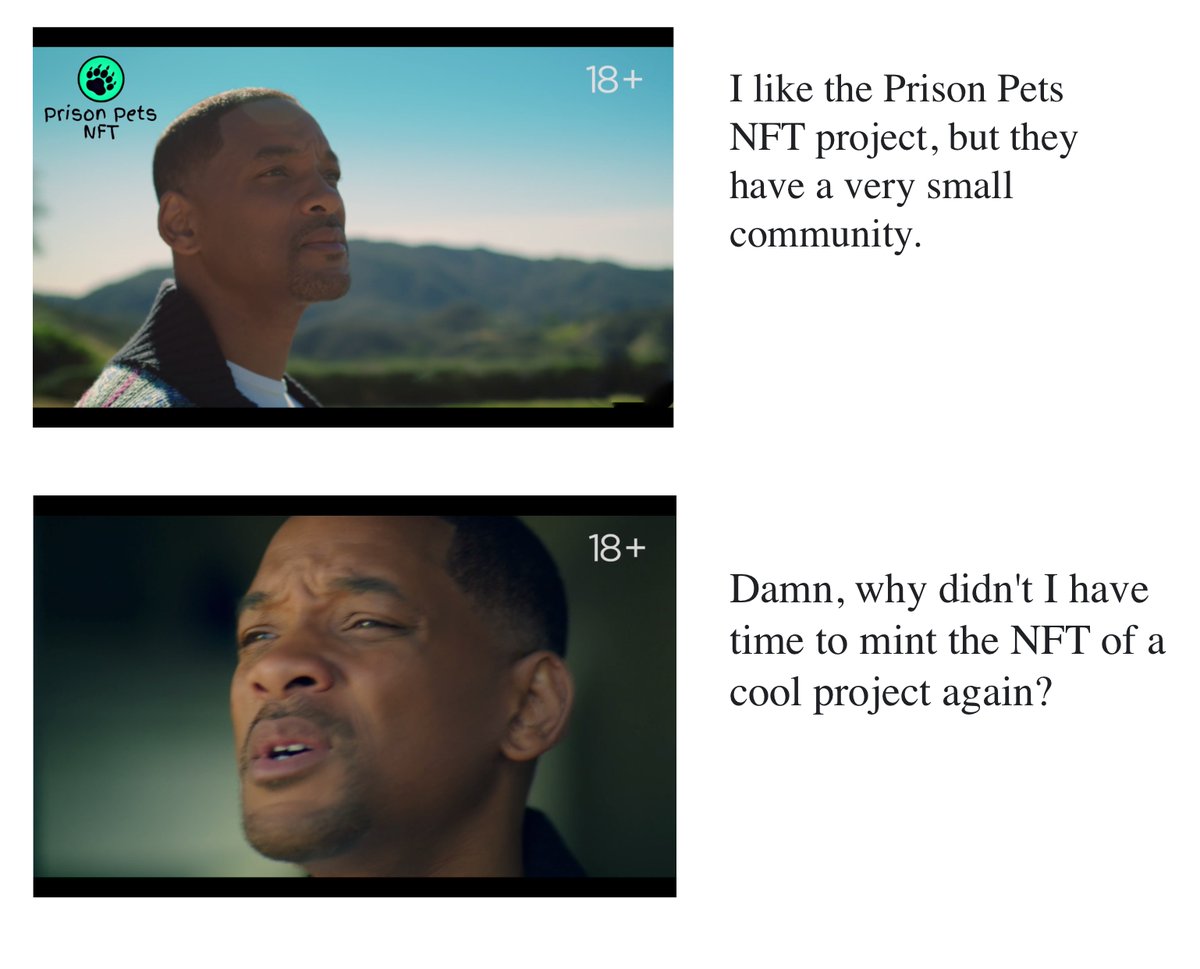 Prison Pets
NFT
18+
I like the Prison Pets
NFT project, but they
have a very small
community.
18+
Damn, why didn't I have
time to mint the NFT of a
cool project again?